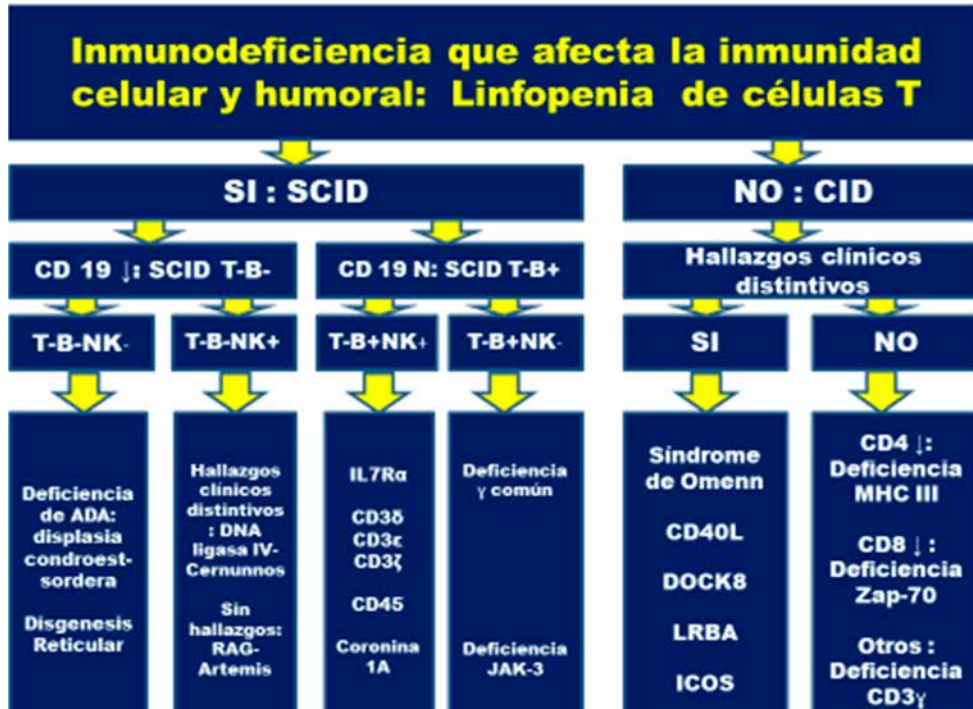 Inmunodeficiencia que afecta la inmunidad
celular y humoral: Linfopenia de células T
SI : SCID
NO : CID
CD 19 ↓: SCID T-B-
CD 19 N: SCID T-B+
Hallazgos clínicos
distintivos
T-B-NK-
T-B-NK+
T-B+NK+
T-B+NK-
SI
NO
Deficiencia
de ADA:
displasia
condroest-
sordera
Disgenesis
Reticular
Hallazgos
clínicos
distintivos
: DNA
ligasa IV-
Cernunnos
Sin
hallazgos:
RAG-
Artemis
IL7Rα
CD3δ
CD3ε
CD3ζ
CD45
Coronina
1A
Deficiencia
γ común
Deficiencia
JAK-3
Síndrome
de Omenn
CD40L
DOCK8
LRBA
ICOS
CD4 ↓:
Deficiencia
MHC III
CD8 ↓ :
Deficiencia
Zap-70
Otros :
Deficiencia
CD3γ